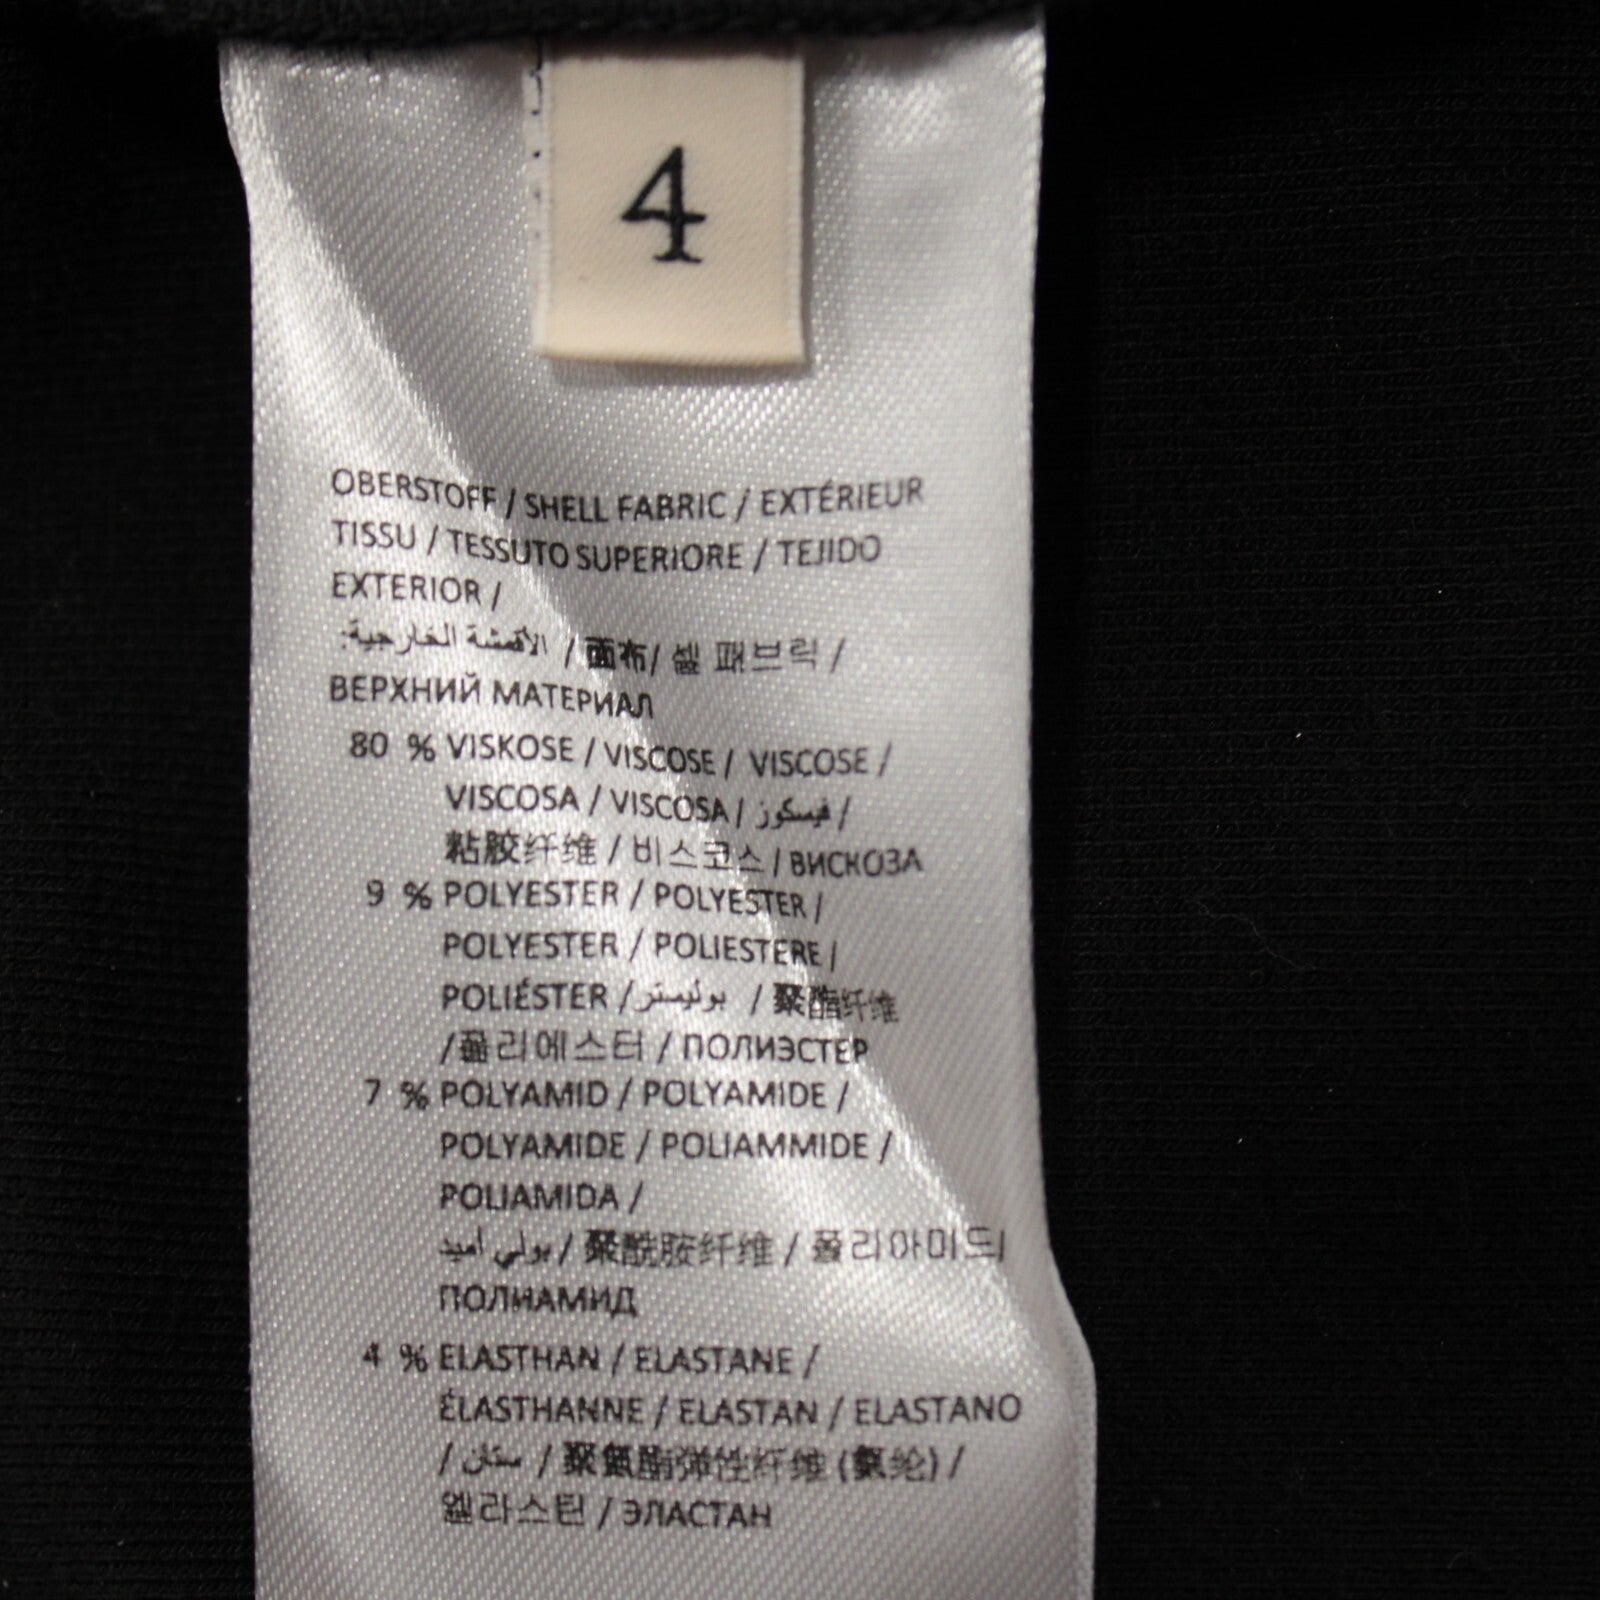 4
OBERSTOFF / SHELL FABRIC / EXTÉRIEUR
TISSU / TESSUTO SUPERIORE / TEJIDO
EXTERIOR /
الأقمشة الخارجية: / 面布/ 쉘 패브릭 /
ВЕРХНИЙ МАТЕРИАЛ
80 % VISKOSE / VISCOSE / VISCOSE /
VISCOSA / VISCOSA / فيسكوز /
粘胶纤维 / 비스코스 / ВИСКОЗА
9 % POLYESTER / POLYESTER /
POLYESTER / POLIESTERE /
POLIÉSTER / بوليستر / 聚酯纤维
/폴리에스터 / ПОЛИЭСТЕР
7 % POLYAMID / POLYAMIDE /
POLYAMIDE / POLIAMMIDE /
POLIAMIDA /
بولي أميد / 聚酰胺纤维 / 폴리아미드/
ПОЛИАМИД
4 % ELASTHAN / ELASTANE /
ÉLASTHANNE / ELASTAN / ELASTANO
/ / 聚氨酯弹性纤维 (氨纶) /
엘라스틴 / ЭЛАСТАН